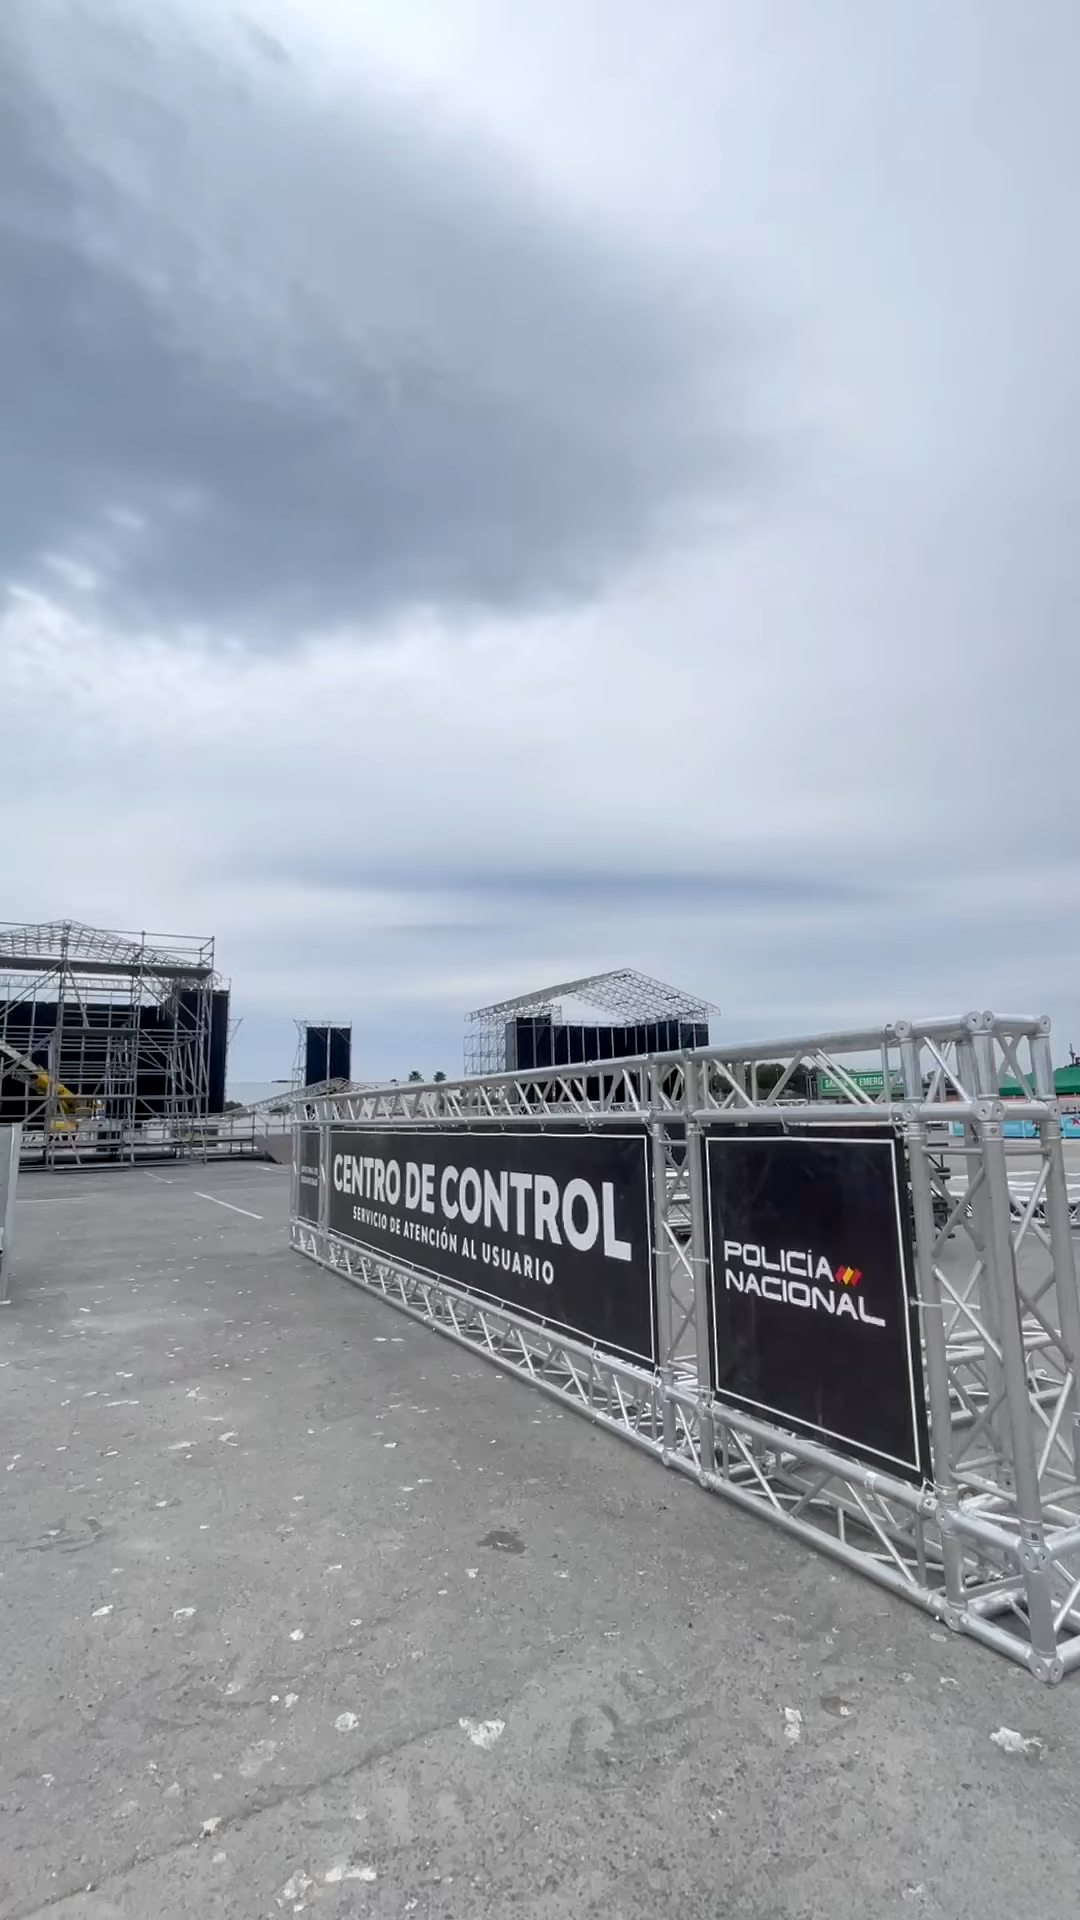 CENTRO DE CONTROL
SERVICIO DE ATENCIÓN AL USUARIO
POLICÍA
NACIONAL